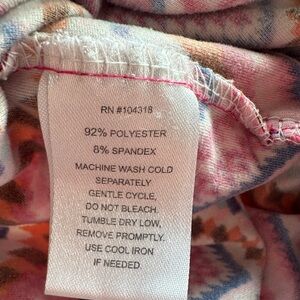 RN #104318
92% POLYESTER
8% SPANDEX
MACHINE WASH COLD
SEPARATELY
GENTLE CYCLE,
DO NOT BLEACH.
TUMBLE DRY LOW,
REMOVE PROMPTLY.
USE COOL IRON
IF NEEDED.